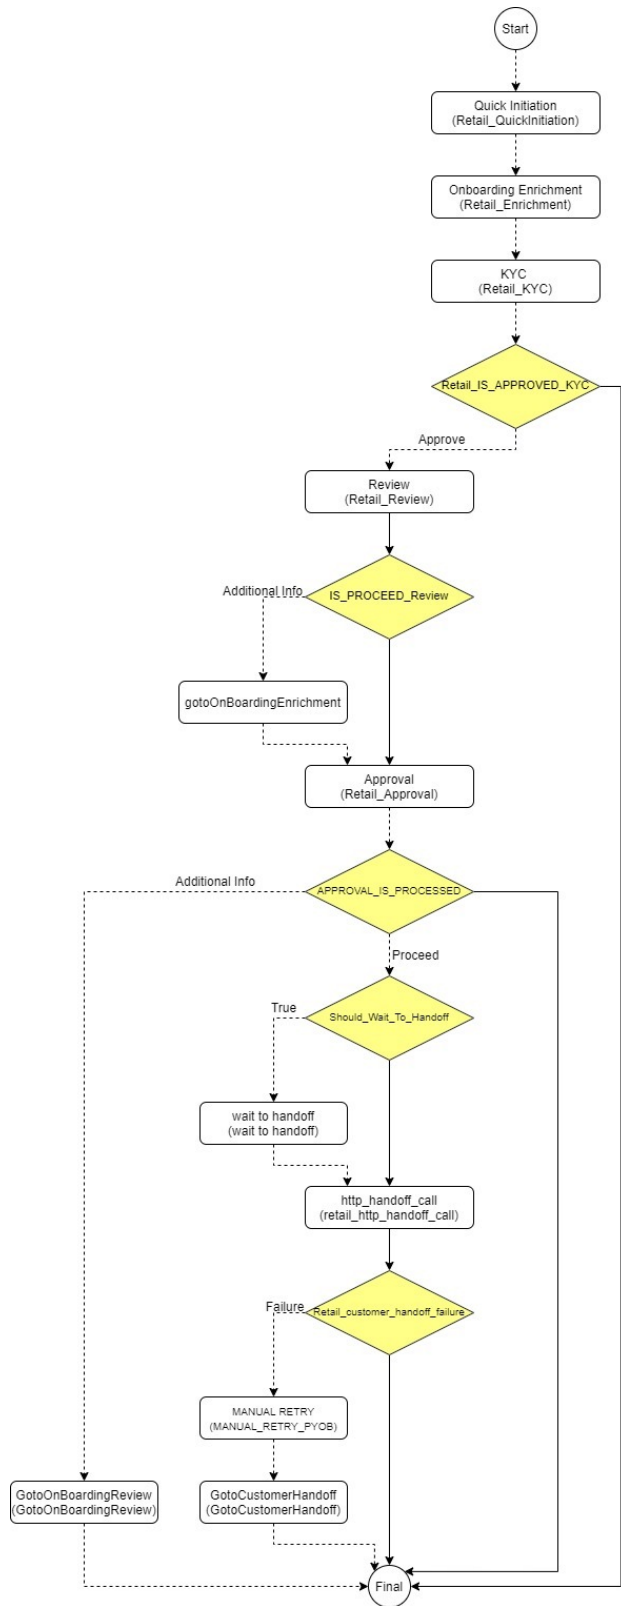 Start
Quick Initiation
(Retail_QuickInitiation)
Onboarding Enrichment
(Retail_Enrichment)
KYC
(Retail_KYC)
Retail_IS_APPROVED_KYC
Approve
Review
(Retail_Review)
Additional Info
IS_PROCEED_Review
gotoOnBoardingEnrichment
Approval
(Retail_Approval)
Additional Info
APPROVAL_IS_PROCESSED
Proceed
True
Should_Wait_To_Handoff
wait to handoff
(wait to handoff)
http_handoff_call
(retail_http_handoff_call)
Failure
Retail_customer_handoff_failure
MANUAL RETRY
(MANUAL_RETRY_PYOB)
GotoOnBoardingReview
(GotoOnBoardingReview)
GotoCustomerHandoff
(GotoCustomerHandoff)
Final